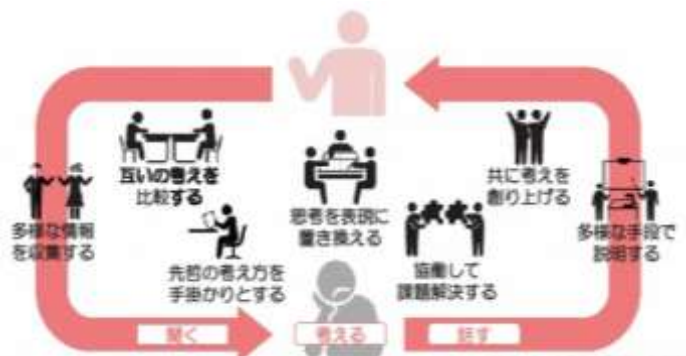 互いの考えを
比較する
多様な情報
を収集する
先哲の考え方を
手掛かりとする
思考を表現に
置き換える
共に考えを
創り上げる
協働して
課題解決する
多様な手段で
説明する
聞く
考える
話す